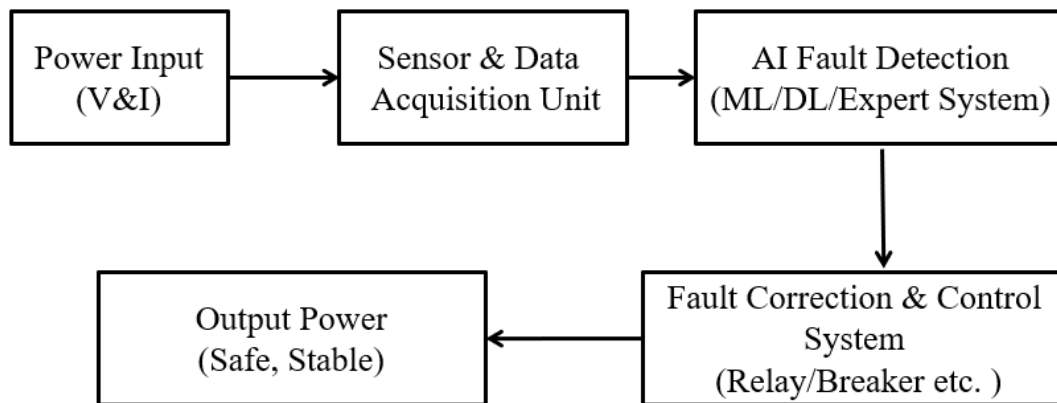 Power Input
(V&I)
Sensor & Data
Acquisition Unit
AI Fault Detection
(ML/DL/Expert System)
Fault Correction & Control
System
(Relay/Breaker etc. )
Output Power
(Safe, Stable)